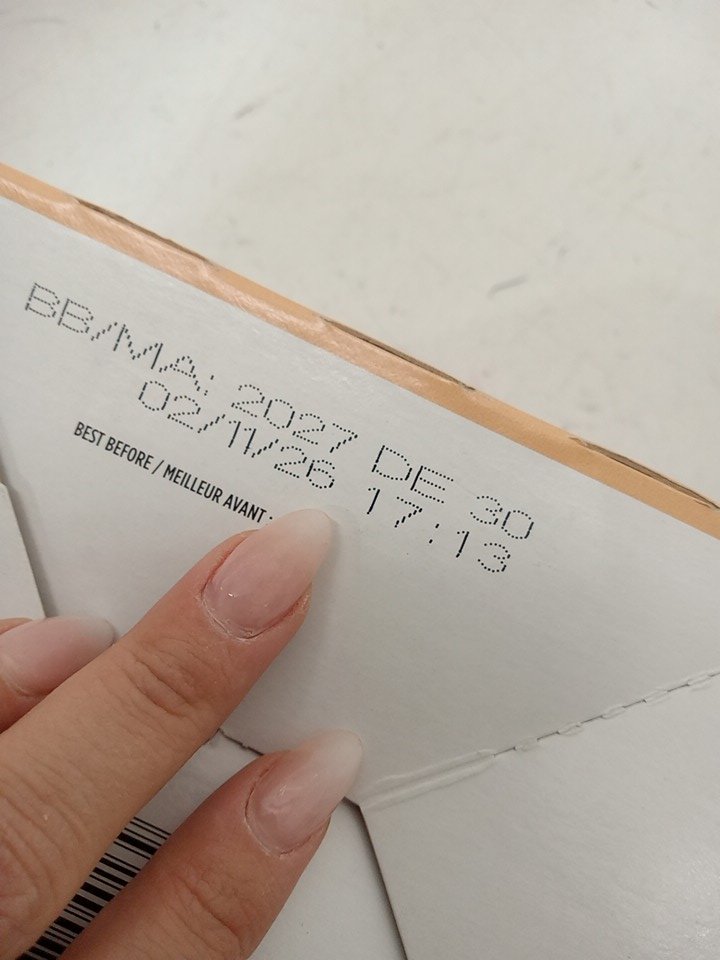 BB/MA: 2027 DE 30
02/11/26 17:13
BEST BEFORE / MEILLEUR AVANT :